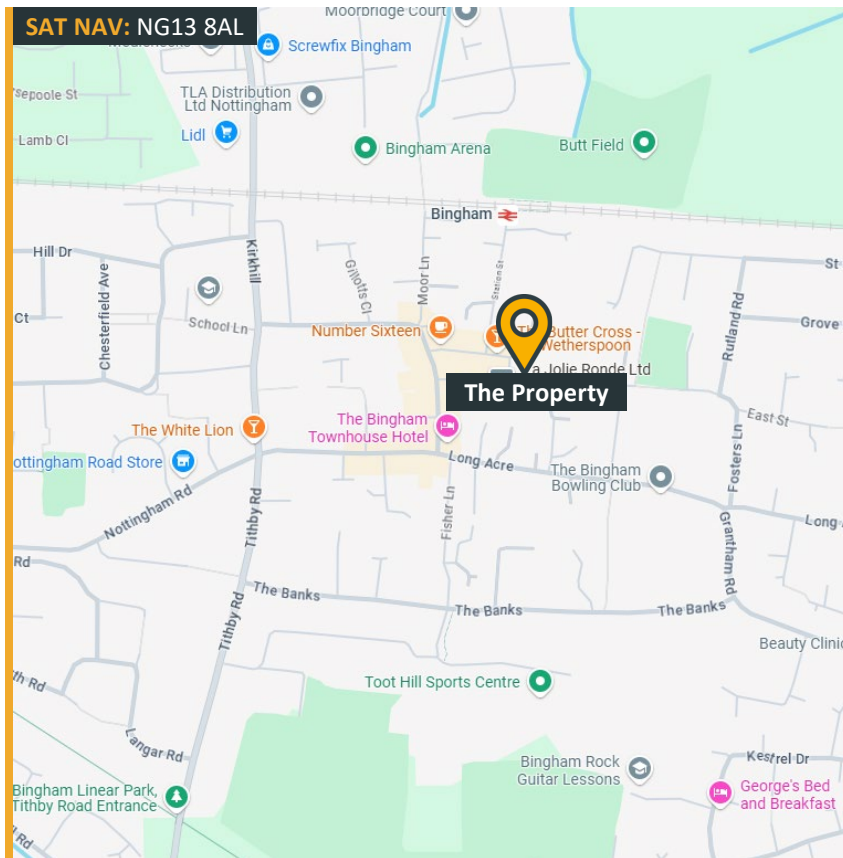 SAT NAV: NG13 8AL
Moorbridge Court
Screwfix Bingham
TLA Distribution
Ltd Nottingham
Lidl
Lamb Cl
Bingham Arena
Butt Field
Bingham
Hill Dr
St
Kirkhill
Chesterfield Ave
Gillotts Cl
Moor Ln
Station St
Rutland Rd
Ct
School Ln
Number Sixteen
Butter Cross -
Wetherspoon
Grove
Jolie Ronde Ltd
The Property
The Bingham
Townhouse Hotel
East St
The White Lion
Long Acre
Fosters Ln
ottingham Road Store
The Bingham
Bowling Club
Nottingham Rd
Tithby Rd
Fisher Ln
Grantham Rd
Long
Rd
The Banks
The Banks
The Banks
Tithby Rd
Beauty Clinic
Toot Hill Sports Centre
th Rd
Langar Rd
Bingham Rock
Guitar Lessons
Kestrel Dr
George's Bed
and Breakfast
Bingham Linear Park,
Tithby Road Entrance
Rd